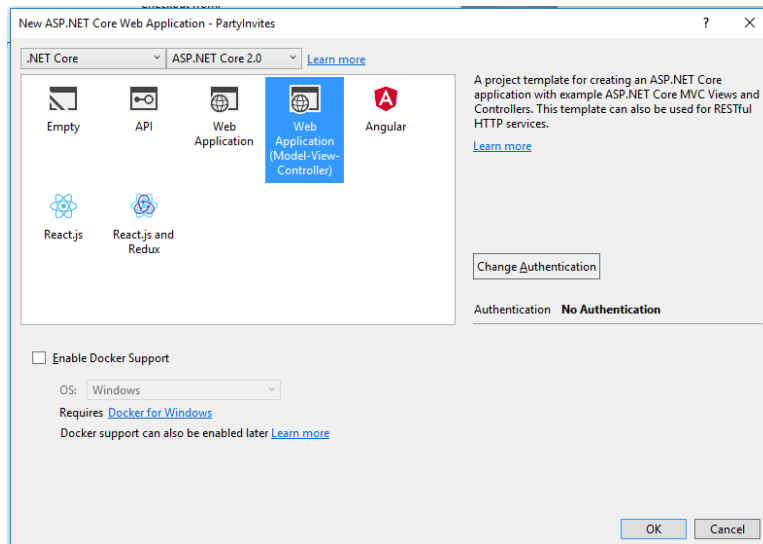 Checkout from:
New ASP.NET Core Web Application - PartyInvites
?
.NET Core
ASP.NET Core 2.0
Learn more
Empty
API
Web
Application
Web
Application
(Model-View-
Controller)
Angular
React.js
React.js and
Redux
A project template for creating an ASP.NET Core
application with example ASP.NET Core MVC Views and
Controllers. This template can also be used for RESTful
HTTP services.
Learn more
Change Authentication
Authentication No Authentication
Enable Docker Support
OS: Windows
Requires Docker for Windows
Docker support can also be enabled later Learn more
OK
Cancel